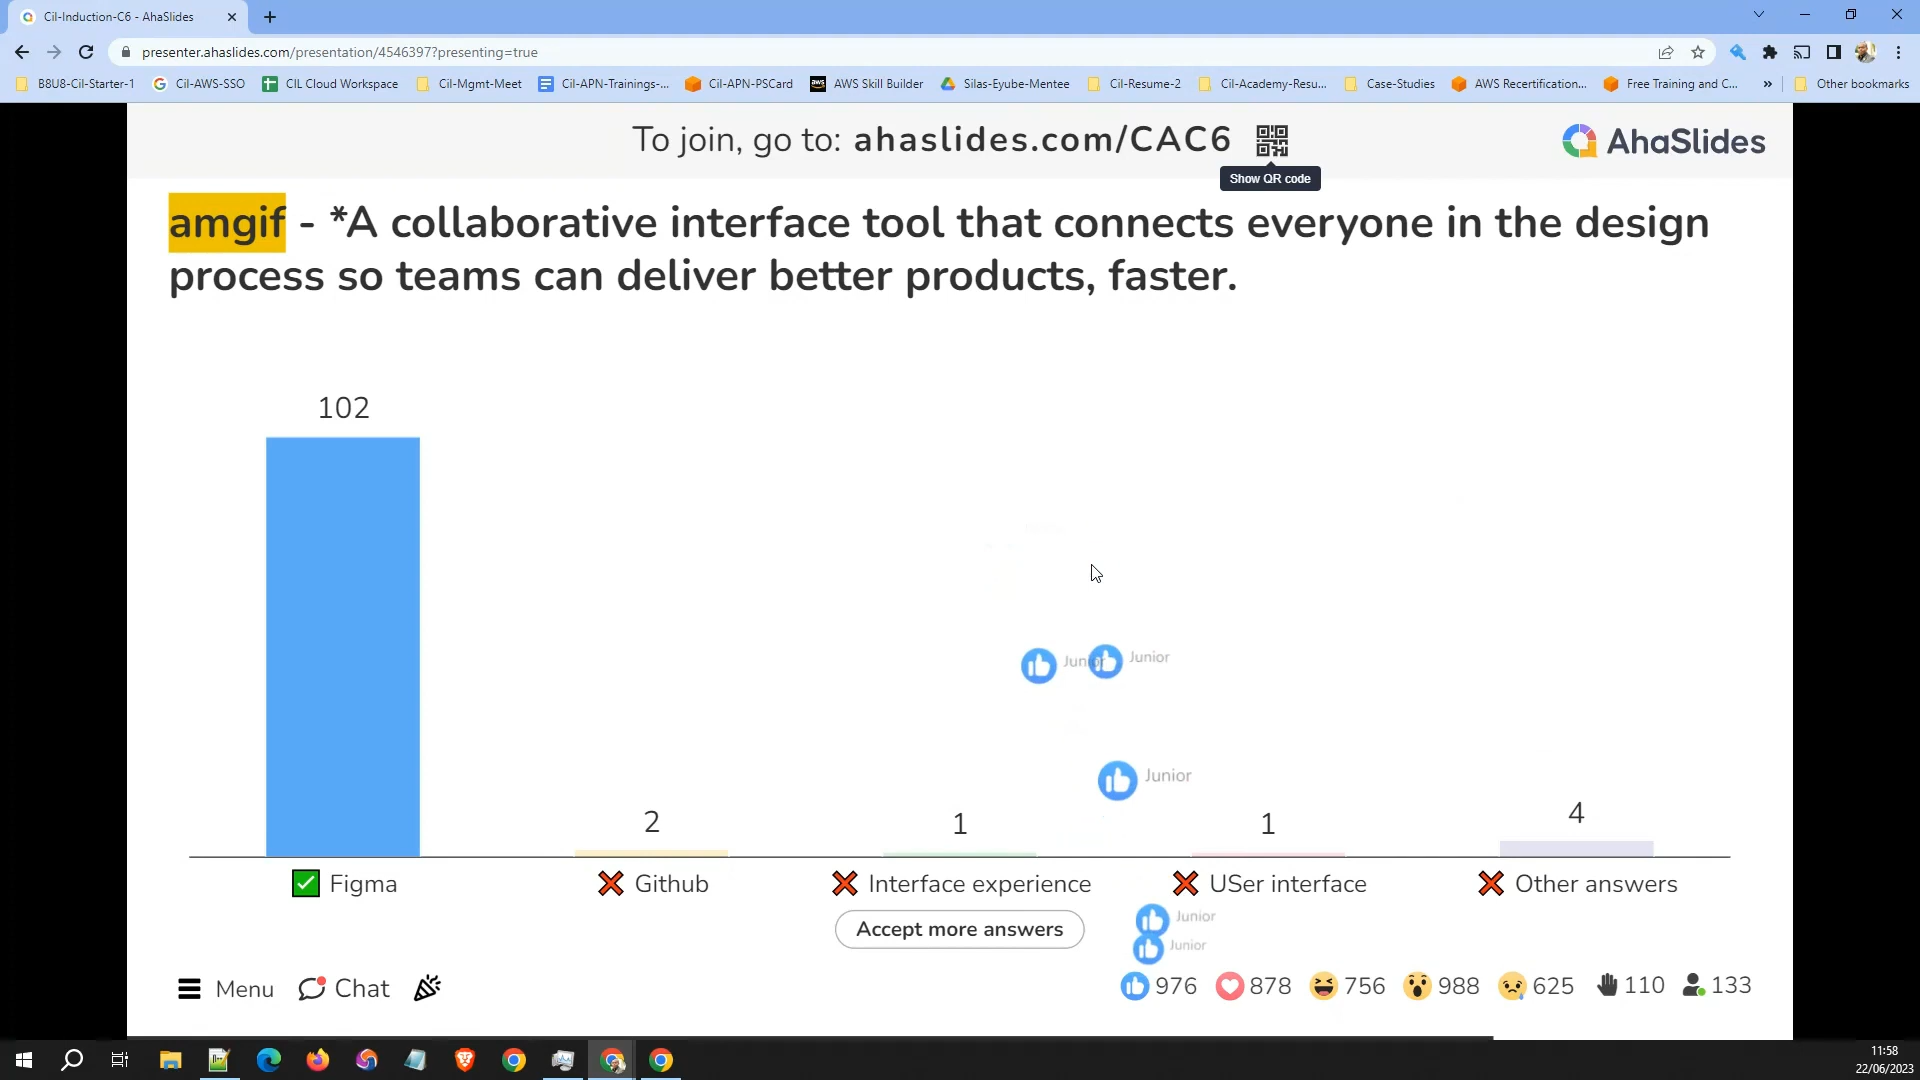 Cil-Induction-C6 - AhaSlides
presenter.ahaslides.com/presentation/4546397?presenting=true
B8U8-Cil-Starter-1 Cil-AWS-SSO CIL Cloud Workspace Cil-Mgmt-Meet Cil-APN-Trainings-... Cil-APN-PSCard AWS Skill Builder Silas-Eyube-Mentee Cil-Resume-2 Cil-Academy-Resu... Case-Studies AWS Recertification... Free Training and C... » Other bookmarks
To join, go to: ahaslides.com/CAC6
AhaSlides
Show QR code
amgif - *A collaborative interface tool that connects everyone in the design
process so teams can deliver better products, faster.
102
Junior Junior
Junior
2 1 1 4
Figma Github Interface experience USer interface Other answers
Junior
Accept more answers
Junior
Menu Chat 976 878 756 988 625 110 133
11:58
22/06/2023